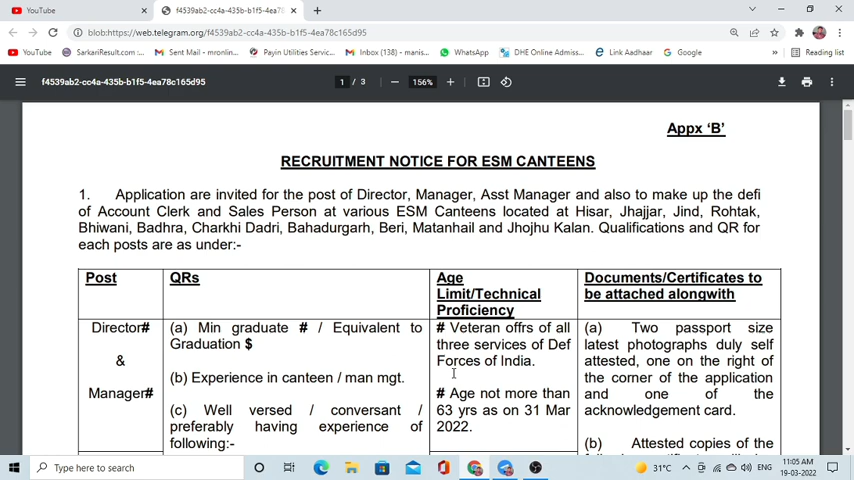 YouTube
f4539ab2-cc4a-435b-b1f5-4ea78c
blob:https://web.telegram.org/f4539ab2-cc4a-435b-b1f5-4ea78c165d95
YouTube
SarkariResult.com :...
Sent Mail - mronlin...
Payin Utilities Servic...
Inbox (138) - manis...
WhatsApp
DHE Online Admiss...
Link Aadhaar
Google
»
Reading list
f4539ab2-cc4a-435b-b1f5-4ea78c165d95
1 / 3
156%
Appx ‘B’
RECRUITMENT NOTICE FOR ESM CANTEENS
1. Application are invited for the post of Director, Manager, Asst Manager and also to make up the defi
of Account Clerk and Sales Person at various ESM Canteens located at Hisar, Jhajjar, Jind, Rohtak,
Bhiwani, Badhra, Charkhi Dadri, Bahadurgarh, Beri, Matanhail and Jhojhu Kalan. Qualifications and QR for
each posts are as under:-
Post
QRs
Age
Limit/Technical
Proficiency
Documents/Certificates to
be attached alongwith
Director#
&
Manager#
(a) Min graduate # / Equivalent to
Graduation $
(b) Experience in canteen / man mgt.
(c) Well versed / conversant /
preferably having experience of
following:-
# Veteran offrs of all
three services of Def
Forces of India.
# Age not more than
63 yrs as on 31 Mar
2022.
(a) Two passport size
latest photographs duly self
attested, one on the right of
the corner of the application
and one of the
acknowledgement card.
(b) Attested copies of the
Type here to search
31°C
ENG
11:05 AM
19-03-2022